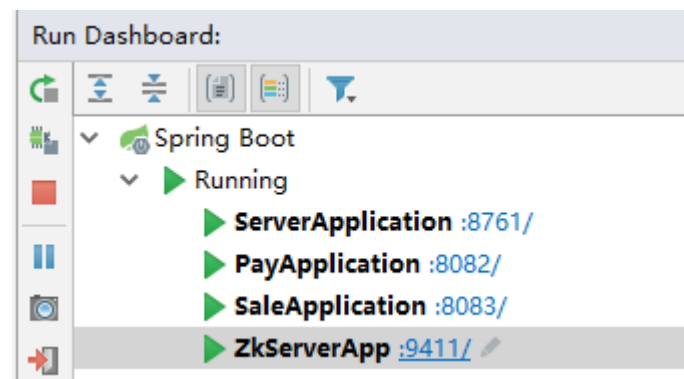 Run Dashboard:
Spring Boot
Running
ServerApplication :8761/
PayApplication :8082/
SaleApplication :8083/
ZkServerApp :9411/